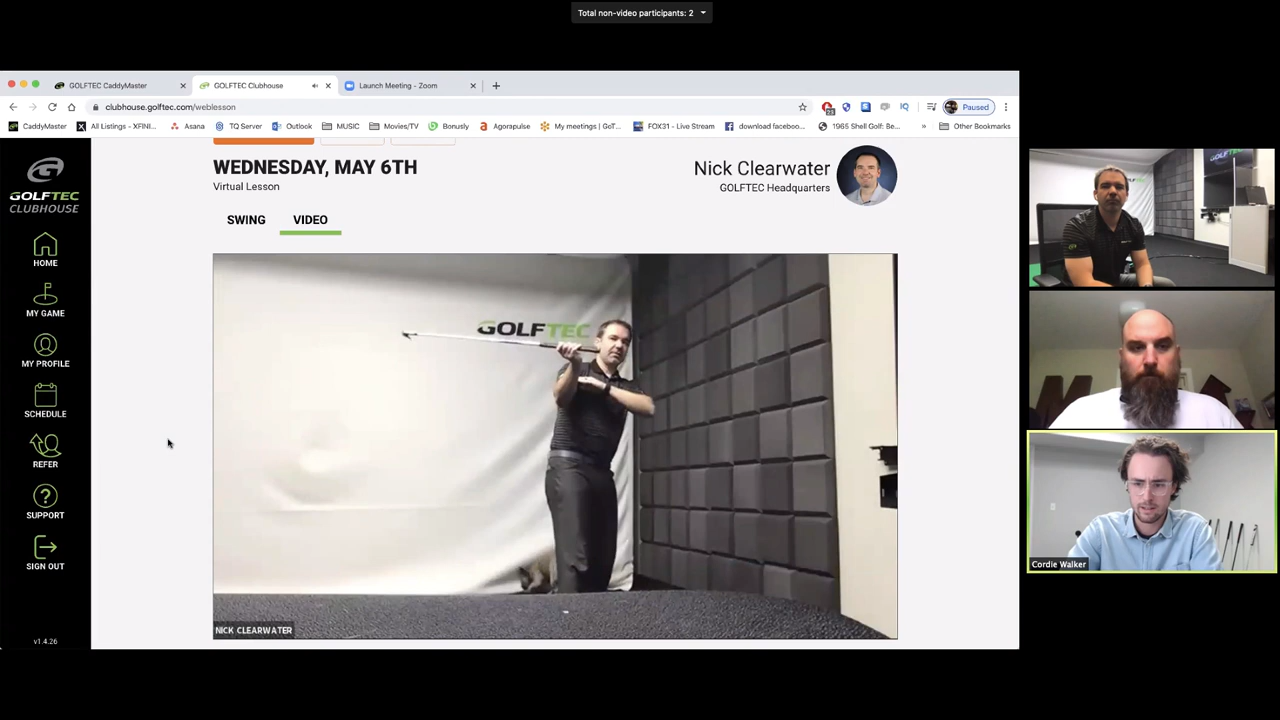 Total non-video participants: 2
GOLFTEC CaddyMaster
GOLFTEC Clubhouse
Launch Meeting - Zoom
clubhouse.golftec.com/weblesson
23
IQ
Paused
CaddyMaster
All Listings - XFINI...
Asana
TQ Server
Outlook
MUSIC
Movies/TV
Bonusly
Agorapulse
My meetings | GoT...
FOX31 - Live Stream
download faceboo...
1965 Shell Golf: Be...
»
Other Bookmarks
GOLFTEC
CLUBHOUSE
HOME
MY GAME
MY PROFILE
SCHEDULE
REFER
SUPPORT
SIGN OUT
v1.4.26
WEDNESDAY, MAY 6TH
Virtual Lesson
Nick Clearwater
GOLFTEC Headquarters
SWING
VIDEO
GOLFTEC
NICK CLEARWATER
Cordie Walker